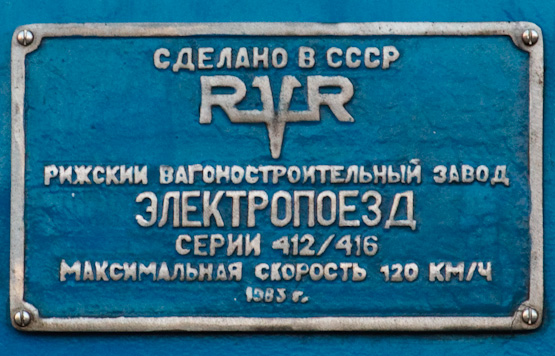 СДЕЛАНО В СССР
RVR
РИЖСКИЙ ВАГОНОСТРОИТЕЛЬНЫЙ ЗАВОД
ЭЛЕКТРОПОЕЗД
СЕРИИ 412/416
МАКСИМАЛЬНАЯ СКОРОСТЬ 120 КМ/Ч
1983 г.